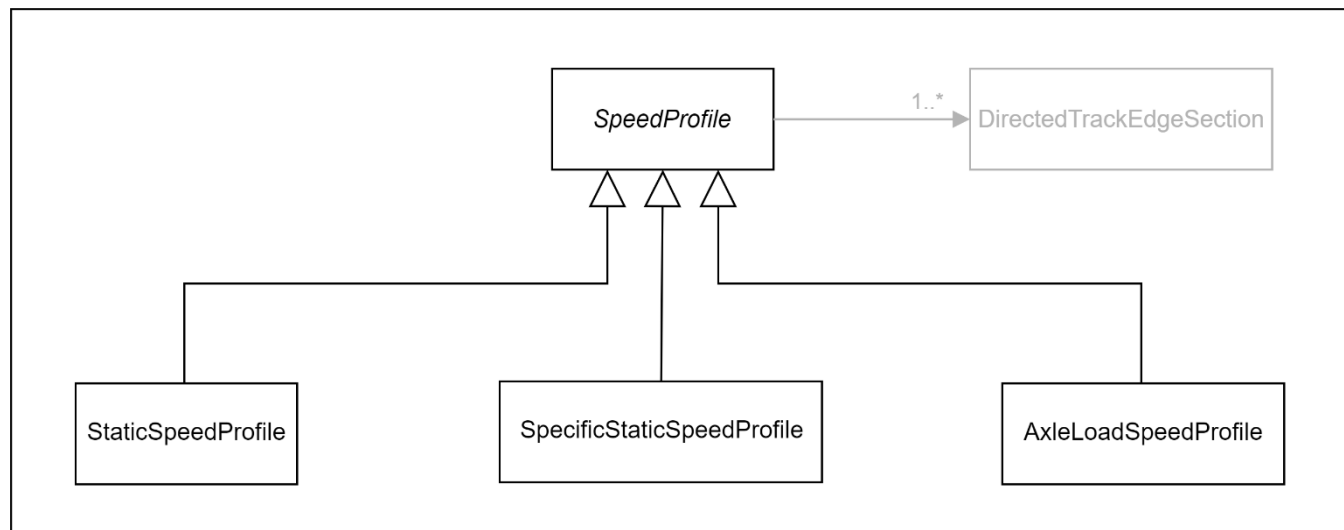 SpeedProfile
1..*
DirectedTrackEdgeSection
StaticSpeedProfile
SpecificStaticSpeedProfile
AxleLoadSpeedProfile